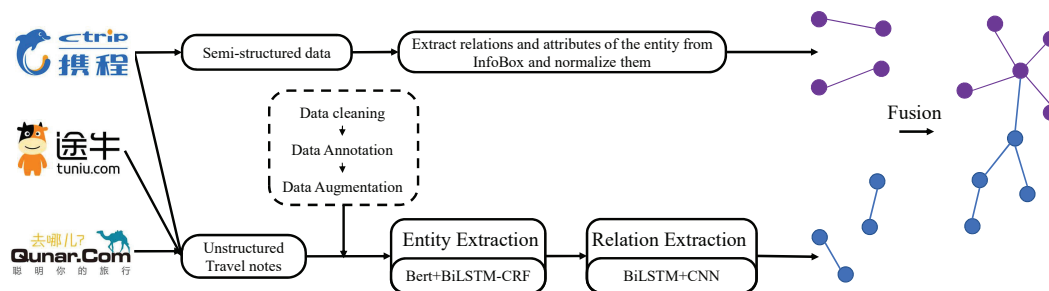 ctrip
携程
Semi-structured data
Extract relations and attributes of the entity from
InfoBox and normalize them
Data cleaning
Data Annotation
Data Augmentation
途牛
tuniu.com
Fusion
去哪儿?
Qunar.Com
聪明你的旅行
Unstructured
Travel notes
Entity Extraction
Bert+BiLSTM-CRF
Relation Extraction
BiLSTM+CNN